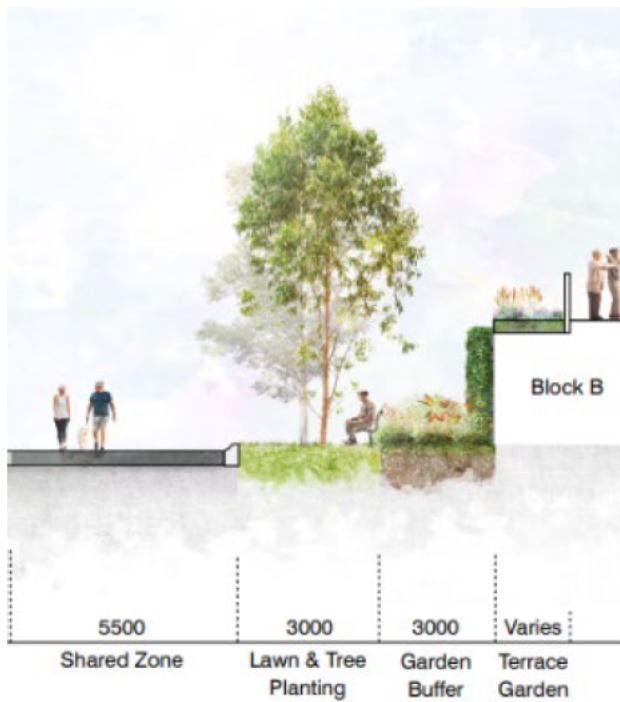 Block B
5500
3000
3000
Varies
Shared Zone
Lawn & Tree
Planting
Garden
Buffer
Terrace
Garden